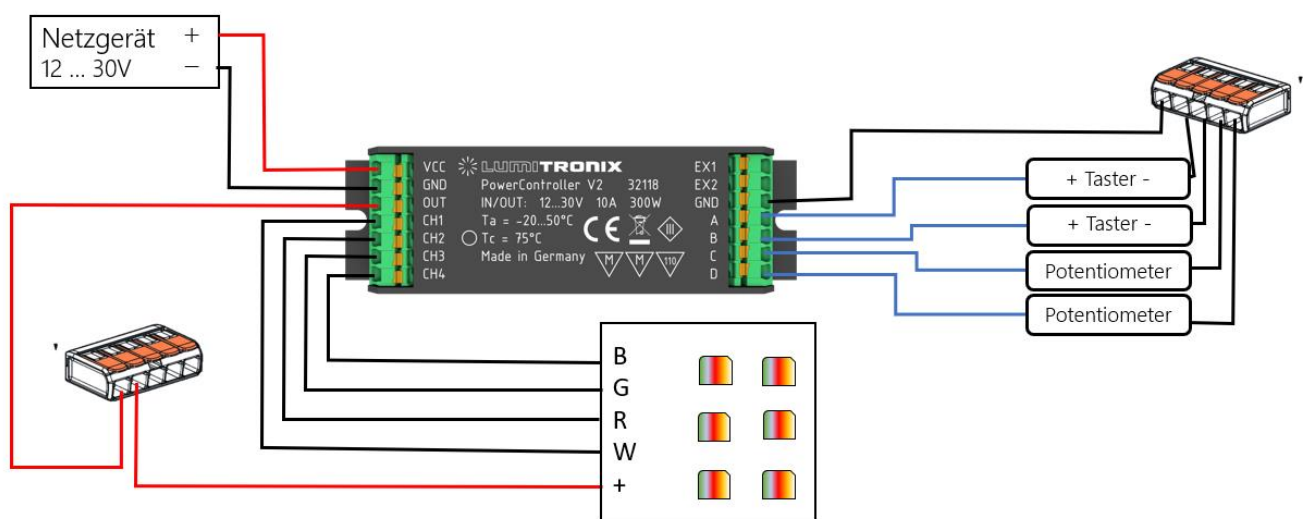 Netzgerät +
12 ... 30V −
VCC LUMITRONIX EX1
GND PowerController V2 32118 EX2
OUT IN/OUT: 12...30V 10A 300W GND
CH1 Ta = -20...50°C A
CH2 Tc = 75°C CE III B
CH3 Made in Germany M M 110 C
CH4 D
+ Taster -
+ Taster -
Potentiometer
Potentiometer
B
G
R
W
+